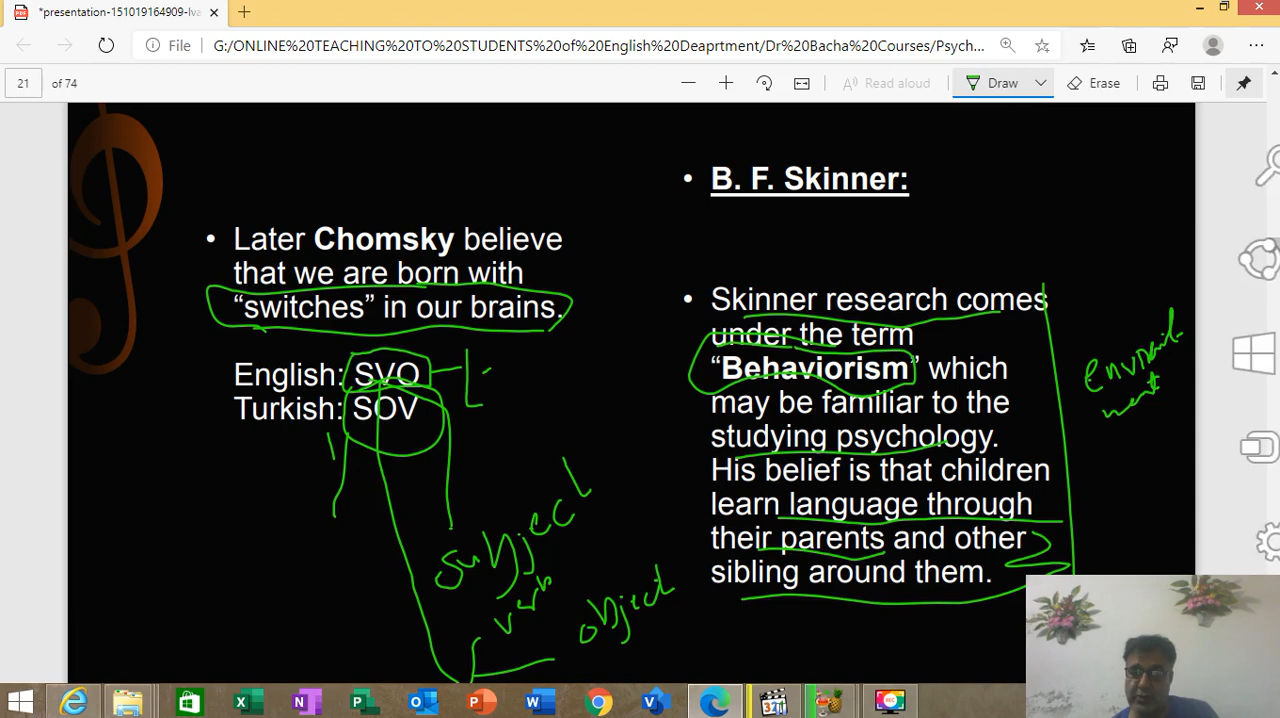 *presentation-151019164909-lva
File
G:/ONLINE%20TEACHING%20TO%20STUDENTS%20of%20English%20Deaprtment/Dr%20Bacha%20Courses/Psych...
21 of 74
Read aloud
Draw
Erase
• Later Chomsky believe
that we are born with
“switches” in our brains.
English: SVO
Turkish: SOV
subject
verb
object
• B. F. Skinner:
• Skinner research comes
under the term
“Behaviorism” which
may be familiar to the
studying psychology.
His belief is that children
learn language through
their parents and other
sibling around them.